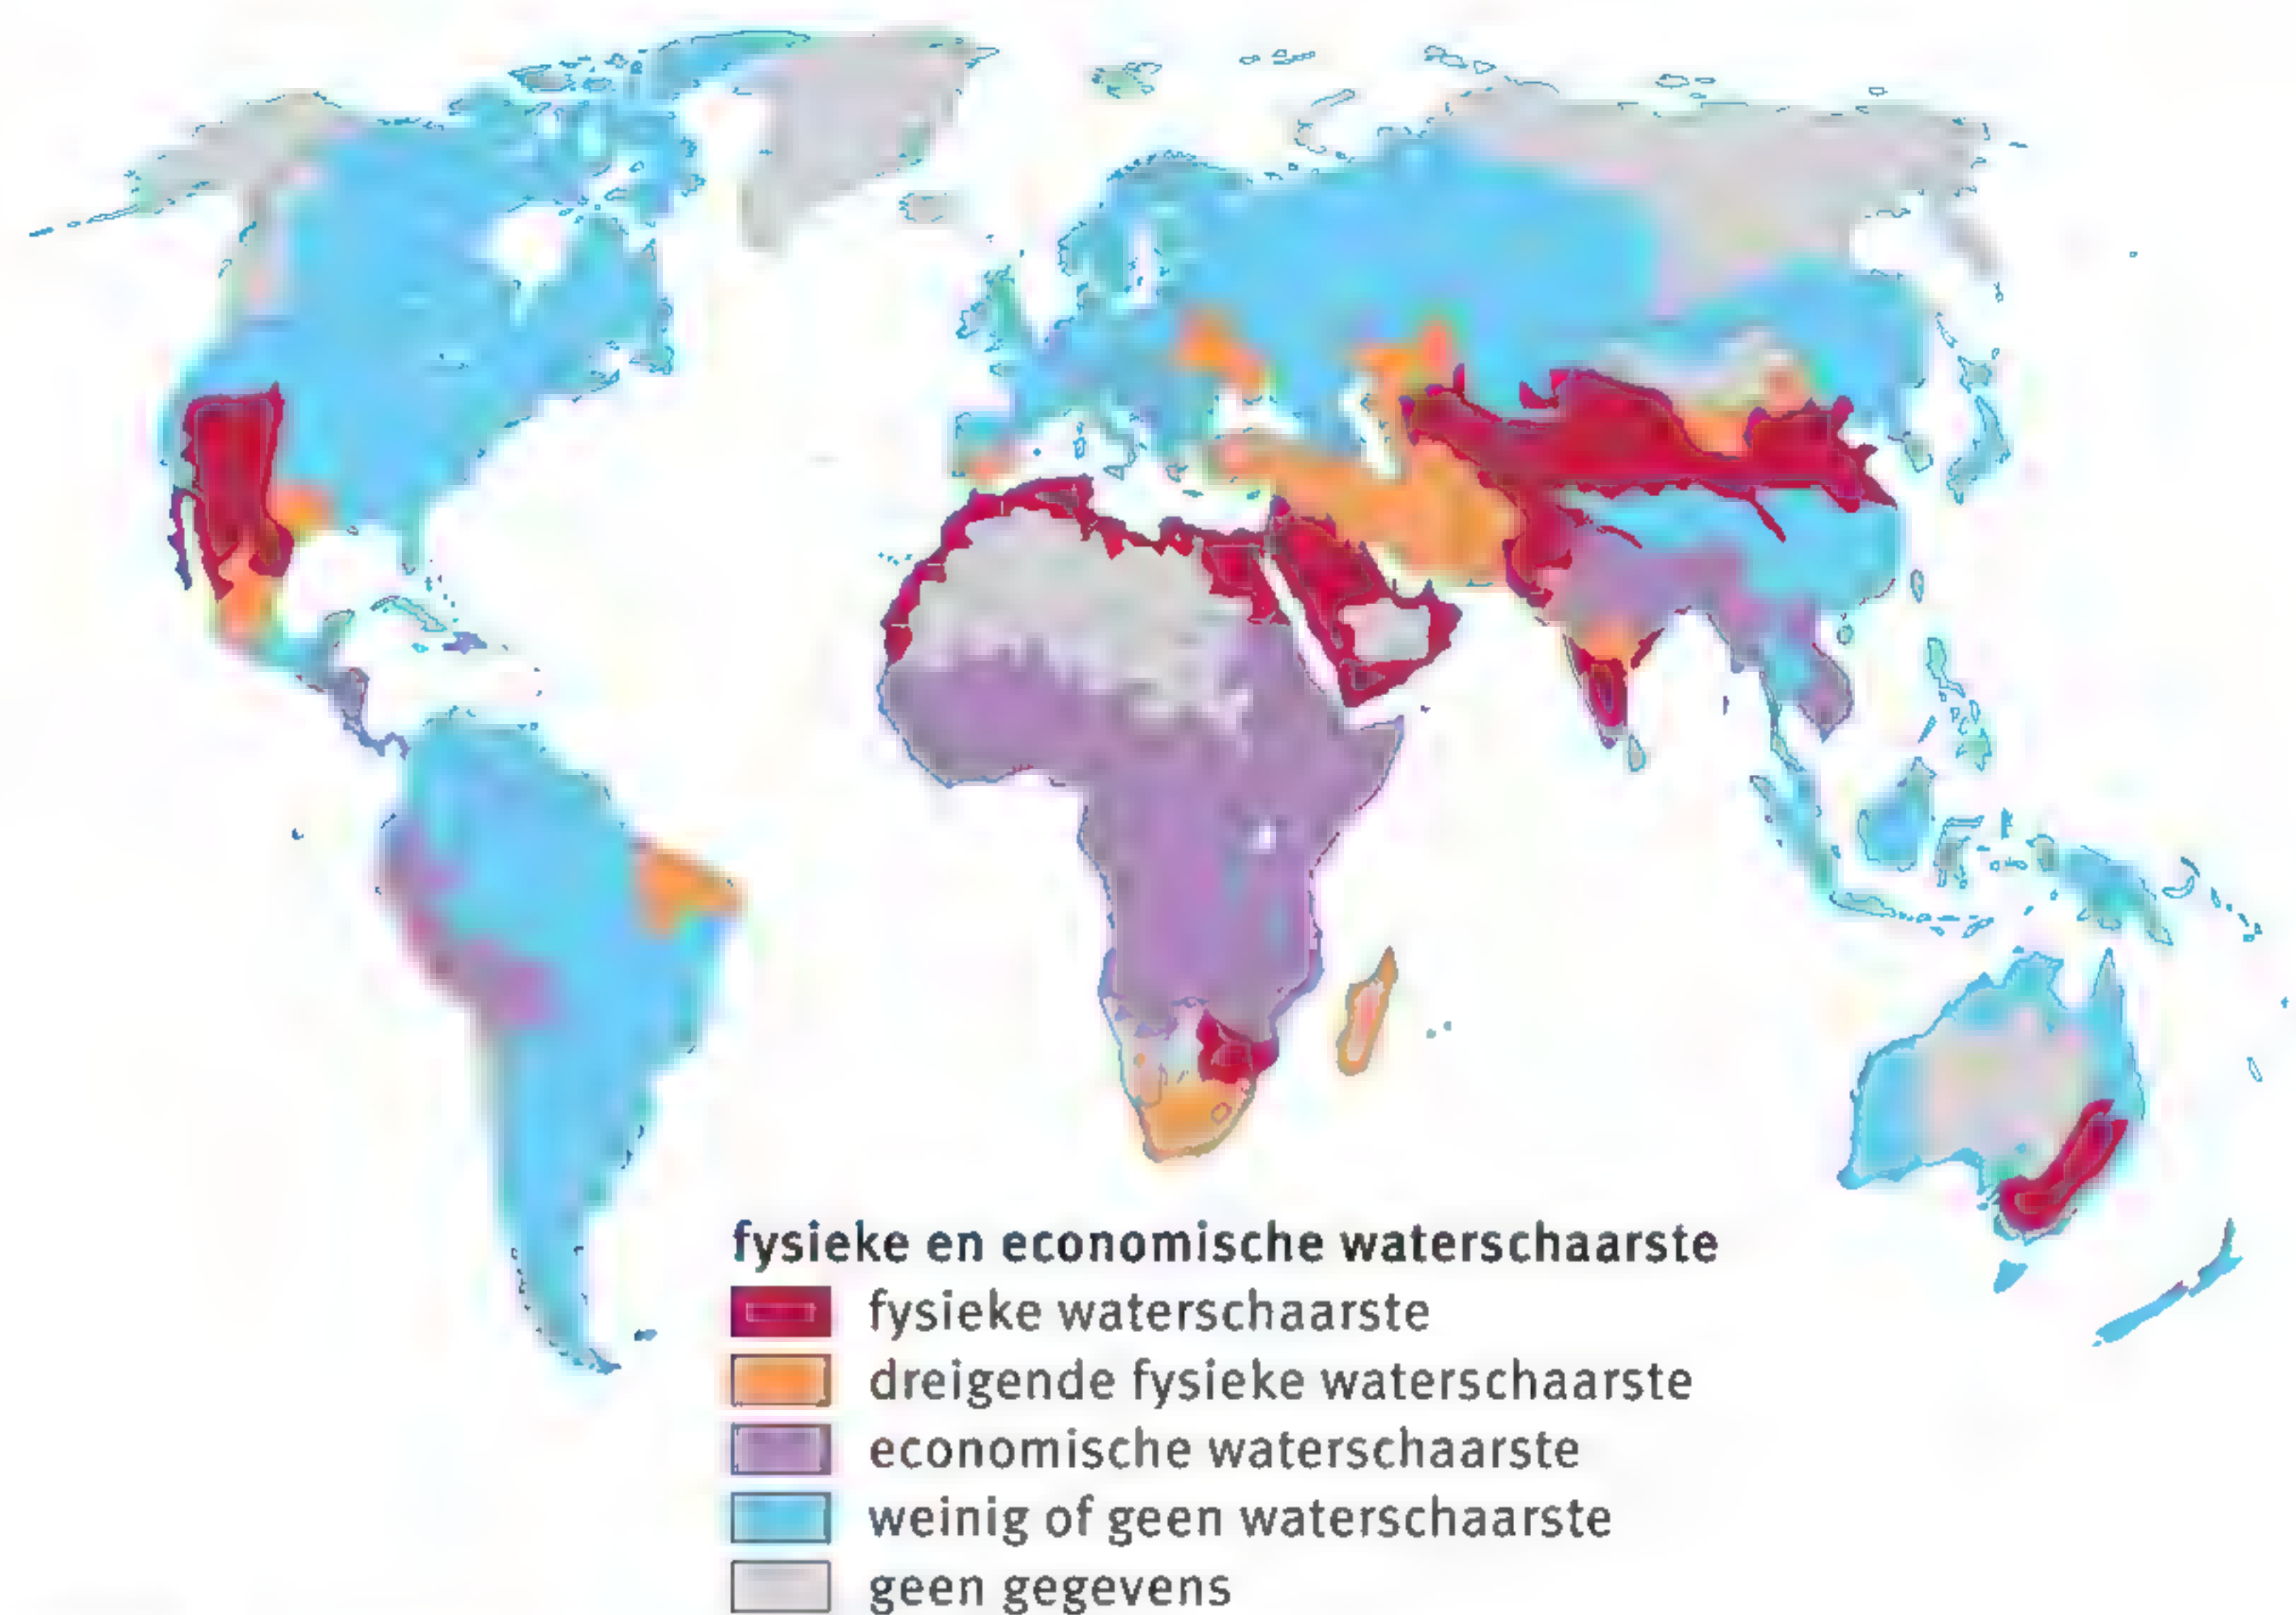 fysieke en economische waterschaarste
fysieke waterschaarste
dreigende fysieke waterschaarste
economische waterschaarste
weinig of geen waterschaarste
geen gegevens